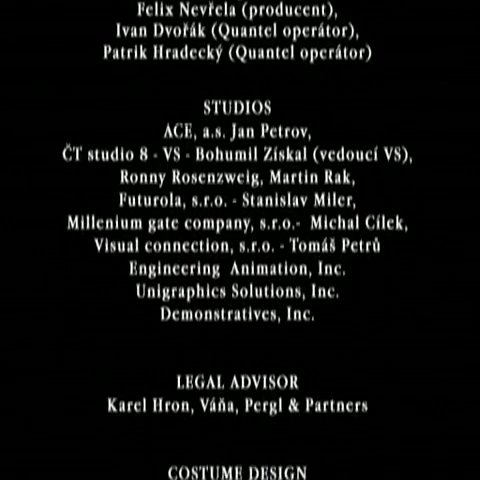 Felix Nevřela (producent),
Ivan Dvořák (Quantel operátor),
Patrik Hradecký (Quantel operátor)
STUDIOS
ACE, a.s. Jan Petrov,
ČT studio 8 - VS - Bohumil Získal (vedoucí VS),
Ronny Rosenzweig, Martin Rak,
Futurola, s.r.o. - Stanislav Miler,
Millenium gate company, s.r.o.- Michal Cílek,
Visual connection, s.r.o. - Tomáš Petrů
Engineering Animation, Inc.
Unigraphics Solutions, Inc.
Demonstratives, Inc.
LEGAL ADVISOR
Karel Hron, Váňa, Pergl & Partners
COSTUME DESIGN